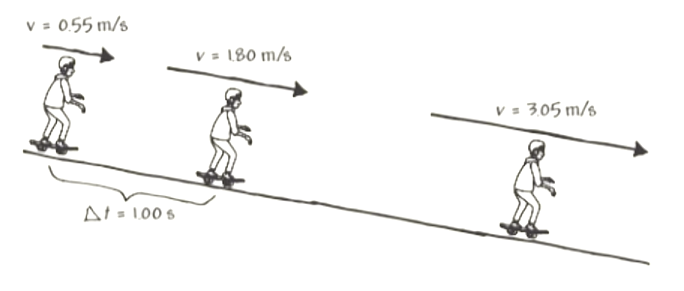 v = 0.55 m/s
v = 1.80 m/s
v = 3.05 m/s
Δt = 1.00 s